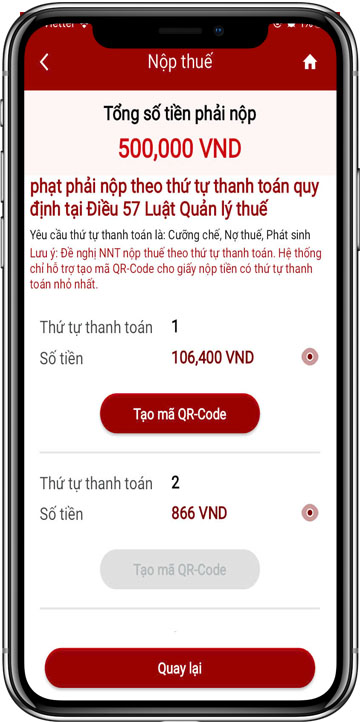 Viettel
Nộp thuế
Tổng số tiền phải nộp
500,000 VND
phạt phải nộp theo thứ tự thanh toán quy
định tại Điều 57 Luật Quản lý thuế
Yêu cầu thứ tự thanh toán là: Cưỡng chế, Nợ thuế, Phát sinh
Lưu ý: Đề nghị NNT nộp thuế theo thứ tự thanh toán. Hệ thống
chỉ hỗ trợ tạo mã QR-Code cho giấy nộp tiền có thứ tự thanh
toán nhỏ nhất.
Thứ tự thanh toán 1
Số tiền 106,400 VND
Tạo mã QR-Code
Thứ tự thanh toán 2
Số tiền 866 VND
Tạo mã QR-Code
Quay lại